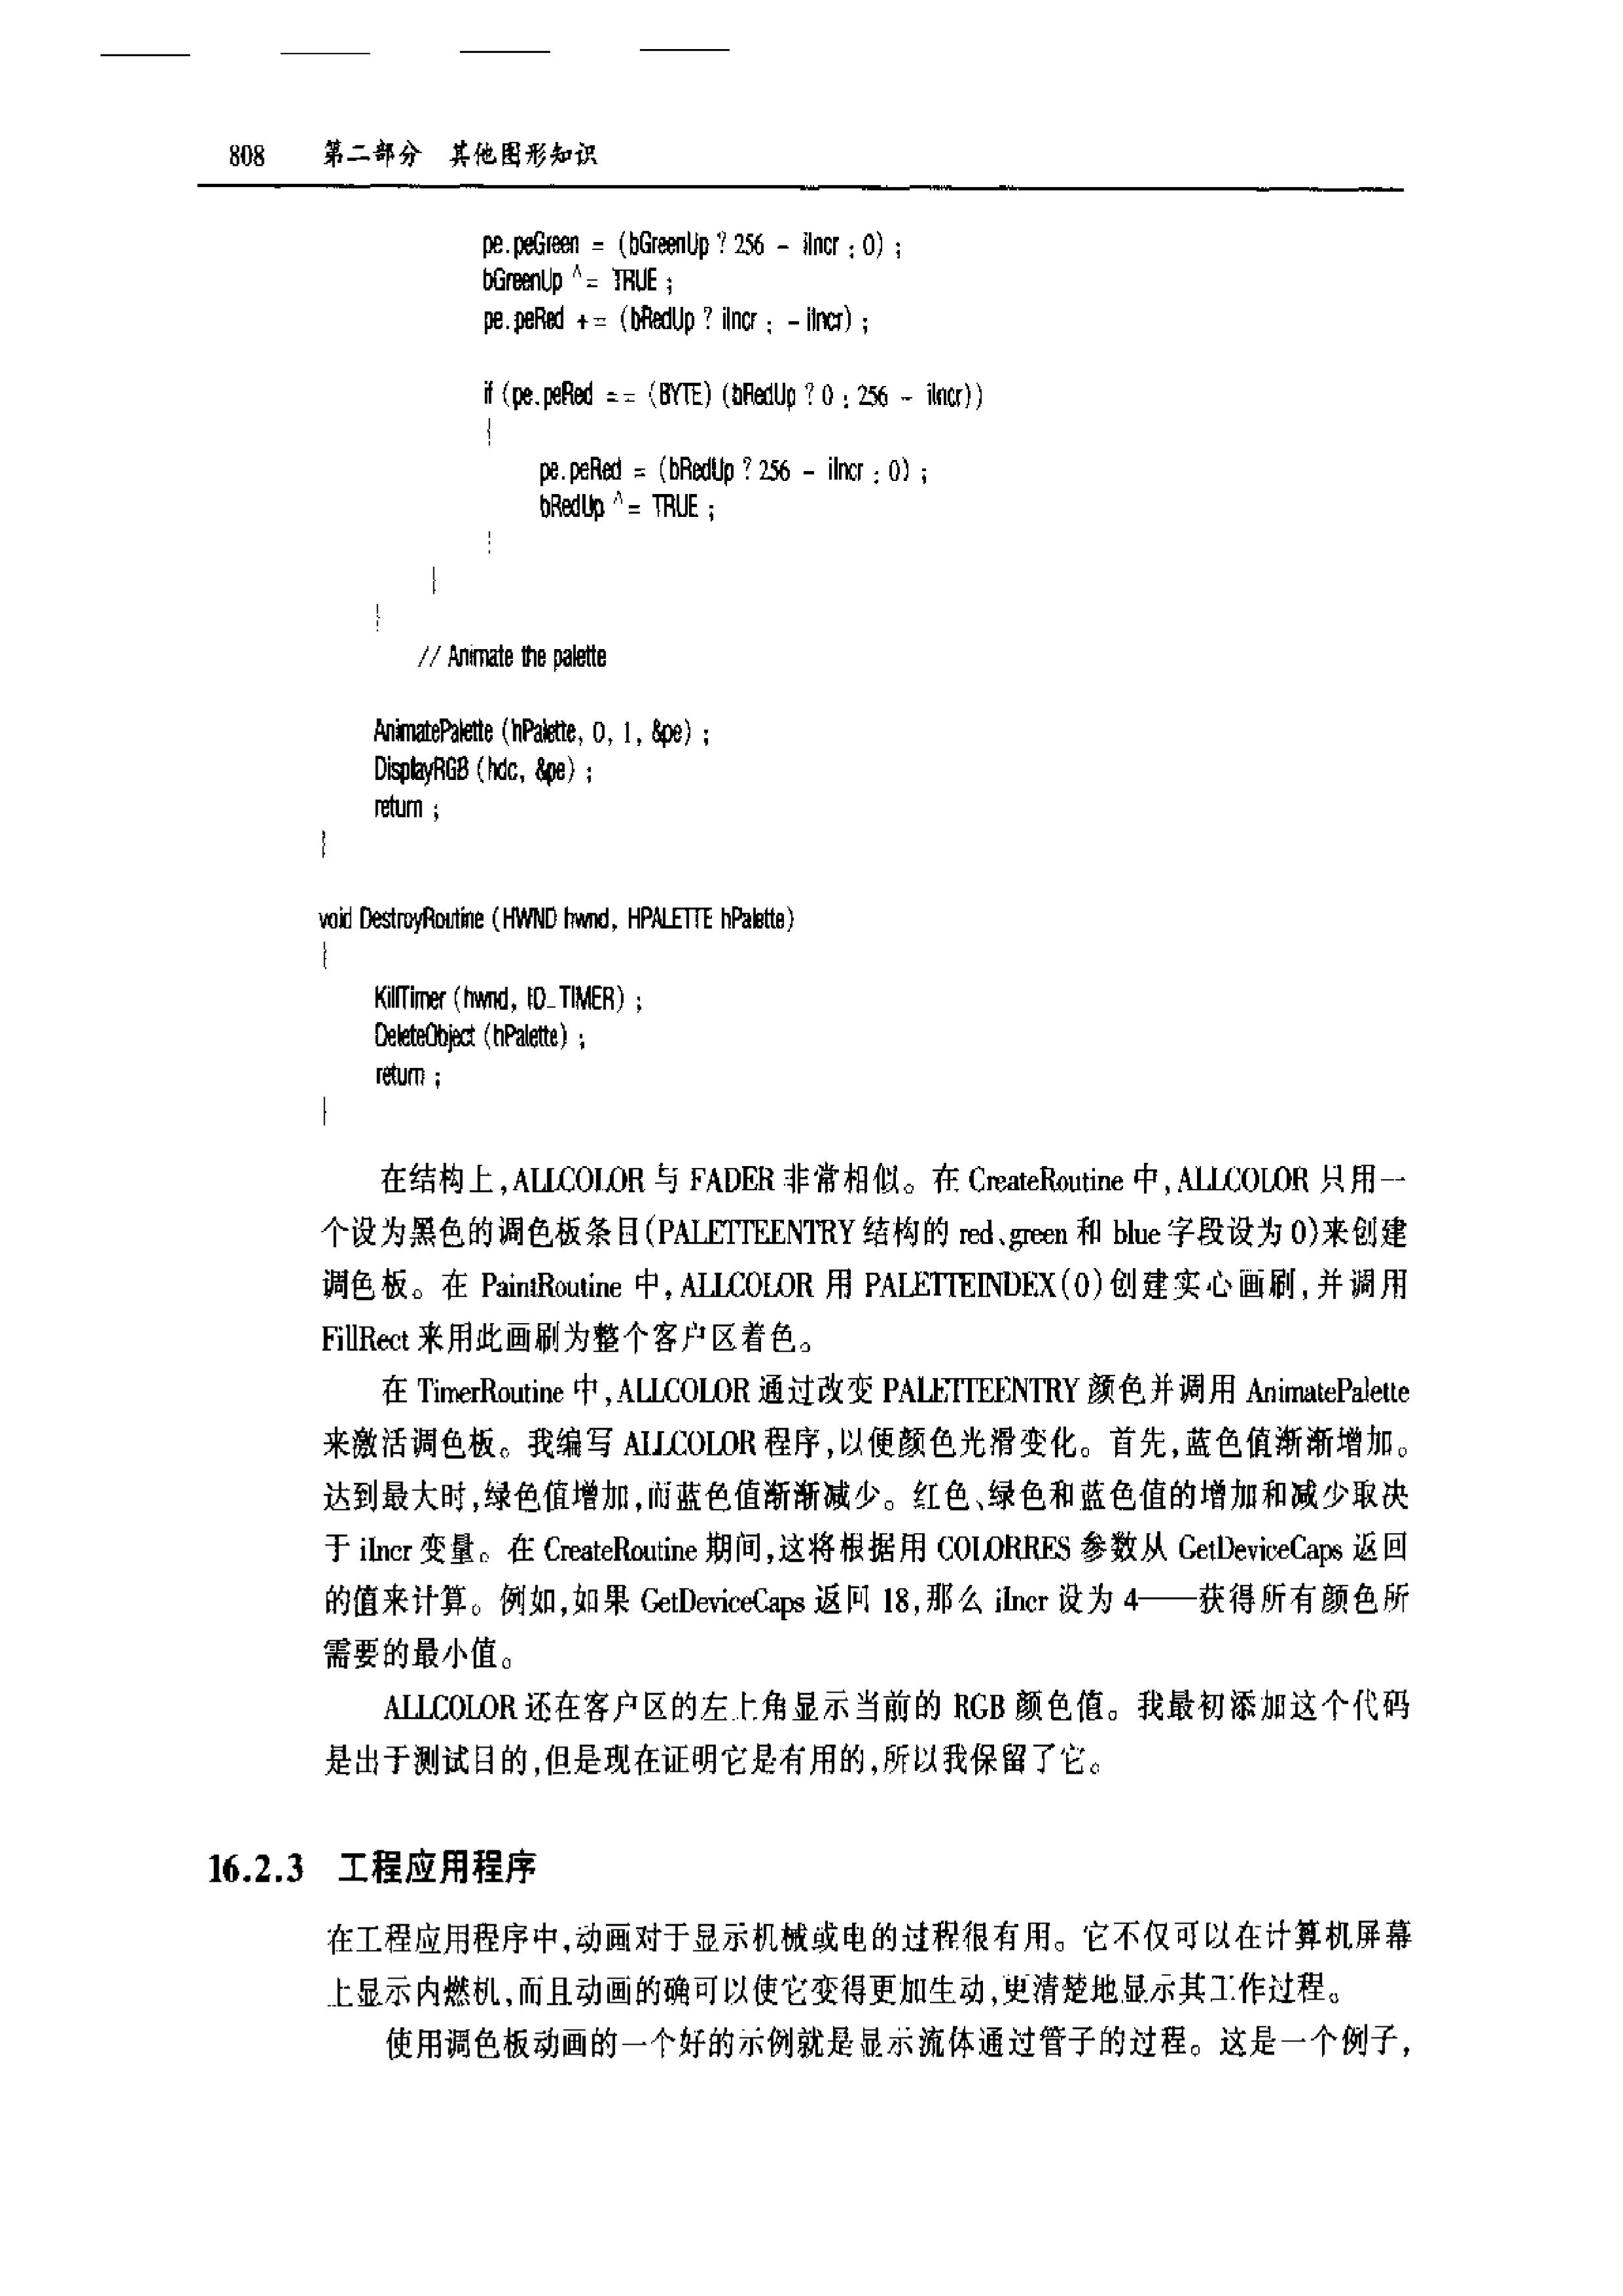 808 第二部分 其他图形知识
pe.peGreen = (bGreenUp ? 256 - iIncr : 0) ;
bGreenUp ^= TRUE ;
pe.peRed += (bRedUp ? iIncr : -iIncr) ;
if (pe.peRed == (BYTE) (bRedUp ? 0 : 256 - iIncr))
{
pe.peRed = (bRedUp ? 256 - iIncr : 0) ;
bRedUp ^= TRUE ;
}
}
}
// Animate the palette
AnimatePalette (hPalette, 0, 1, &pe) ;
DisplayRGB (hdc, &pe) ;
return ;
}
void DestroyRoutine (HWND hwnd, HPALETTE hPalette)
{
KillTimer (hwnd, ID_TIMER) ;
DeleteObject (hPalette) ;
return ;
}
在结构上,ALLCOLOR 与 FADER 非常相似。在 CreateRoutine 中,ALLCOLOR 只用一
个设为黑色的调色板条目(PALETTEENTRY 结构的 red、green 和 blue 字段设为 0)来创建
调色板。在 PaintRoutine 中,ALLCOLOR 用 PALETTEINDEX(0)创建实心画刷,并调用
FillRect 来用此画刷为整个客户区着色。
在 TimerRoutine 中,ALLCOLOR 通过改变 PALETTEENTRY 颜色并调用 AnimatePalette
来激活调色板。我编写 ALLCOLOR 程序,以便颜色光滑变化。首先,蓝色值渐渐增加。
达到最大时,绿色值增加,而蓝色值渐渐减少。红色、绿色和蓝色值的增加和减少取决
于 iIncr 变量。在 CreateRoutine 期间,这将根据用 COLORRES 参数从 GetDeviceCaps 返回
的值来计算。例如,如果 GetDeviceCaps 返回 18,那么 iIncr 设为 4——获得所有颜色所
需要的最小值。
ALLCOLOR 还在客户区的左上角显示当前的 RGB 颜色值。我最初添加这个代码
是出于测试目的,但是现在证明它是有用的,所以我保留了它。
16.2.3 工程应用程序
在工程应用程序中,动画对于显示机械或电的过程很有用。它不仅可以在计算机屏幕
上显示内燃机,而且动画的确可以使它变得更加生动,更清楚地显示其工作过程。
使用调色板动画的一个好的示例就是显示流体通过管子的过程。这是一个例子,